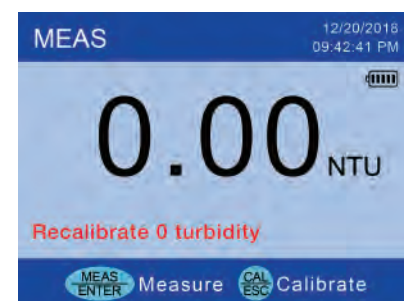 MEAS
12/20/2018
09:42:41 PM
0.00 NTU
Recalibrate 0 turbidity
MEAS ENTER Measure CAL ESC Calibrate